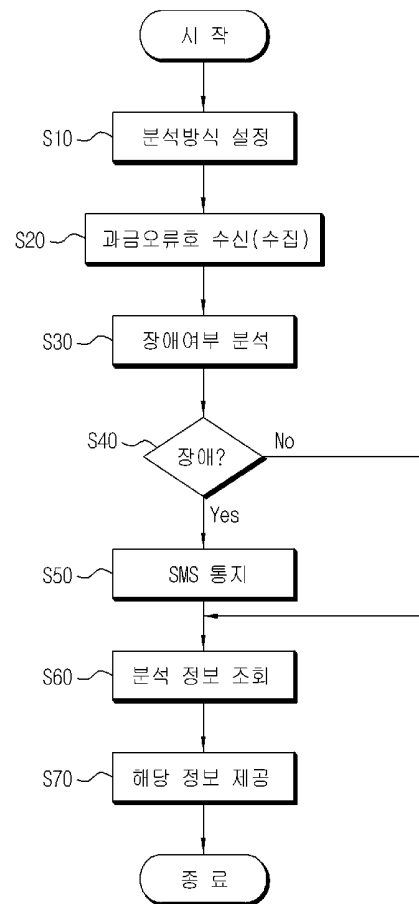 시 작
S10 분석방식 설정
S20 과금오류호 수신(수집)
S30 장애여부 분석
S40 장애? No
Yes
S50 SMS 통지
S60 분석 정보 조회
S70 해당 정보 제공
종 료